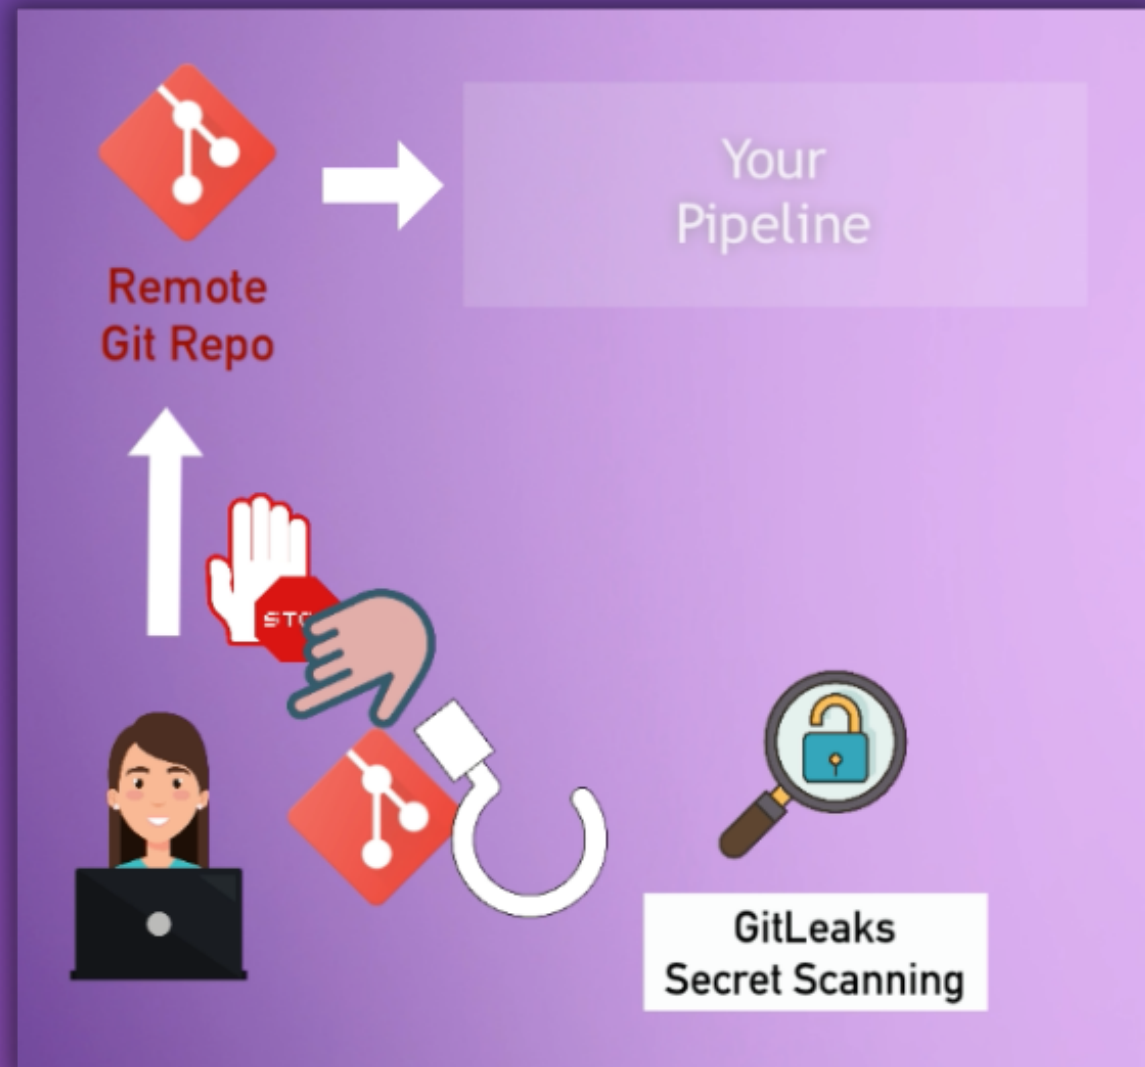 Your
Pipeline
Remote
Git Repo
GitLeaks
Secret Scanning